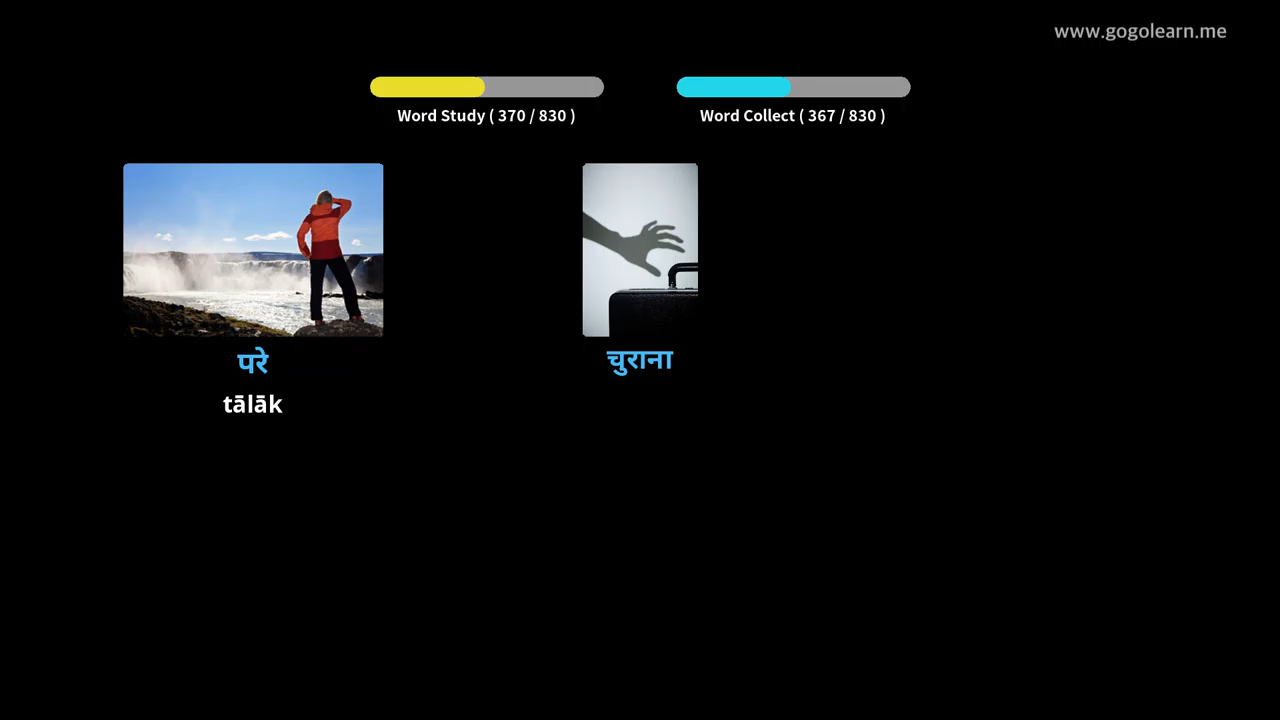 www.gogolearn.me
Word Study ( 370 / 830 )
Word Collect ( 367 / 830 )
परे
tālāk
चुराना